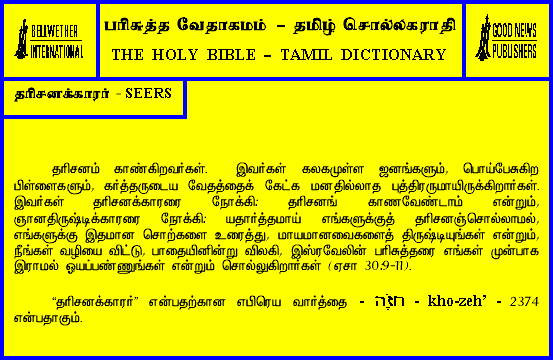 BELLWETHER
INTERNATIONAL
பரிசுத்த வேதாகமம் – தமிழ் சொல்லகராதி
THE HOLY BIBLE – TAMIL DICTIONARY
GOOD NEWS
PUBLISHERS
தரிசனக்காரர் - SEERS
தரிசனம் காண்கிறவர்கள். இவர்கள் கலகமுள்ள ஜனங்களும், பொய்பேசுகிற
பிள்ளைகளும், கர்த்தருடைய வேதத்தைக் கேட்க மனதில்லாத புத்திரருமாயிருக்கிறார்கள்.
இவர்கள் தரிசனக்காரரை நோக்கி; தரிசனங் காணவேண்டாம் என்றும்,
ஞானதிருஷ்டிக்காரரை நோக்கி; யதார்த்தமாய் எங்களுக்குத் தரிசனஞ்சொல்லாமல்,
எங்களுக்கு இதமான சொற்களை உரைத்து, மாயமானவைகளைத் திருஷ்டியுங்கள் என்றும்,
நீங்கள் வழியை விட்டு, பாதையினின்று விலகி, இஸ்ரவேலின் பரிசுத்தரை எங்கள் முன்பாக
இராமல் ஒயப்பண்ணுங்கள் என்றும் சொல்லுகிறார்கள் (ஏசா 30.9-11).
“தரிசனக்காரர்” என்பதற்கான எபிரெய வார்த்தை - חֹזֶה - kho-zeh’ - 2374
என்பதாகும்.